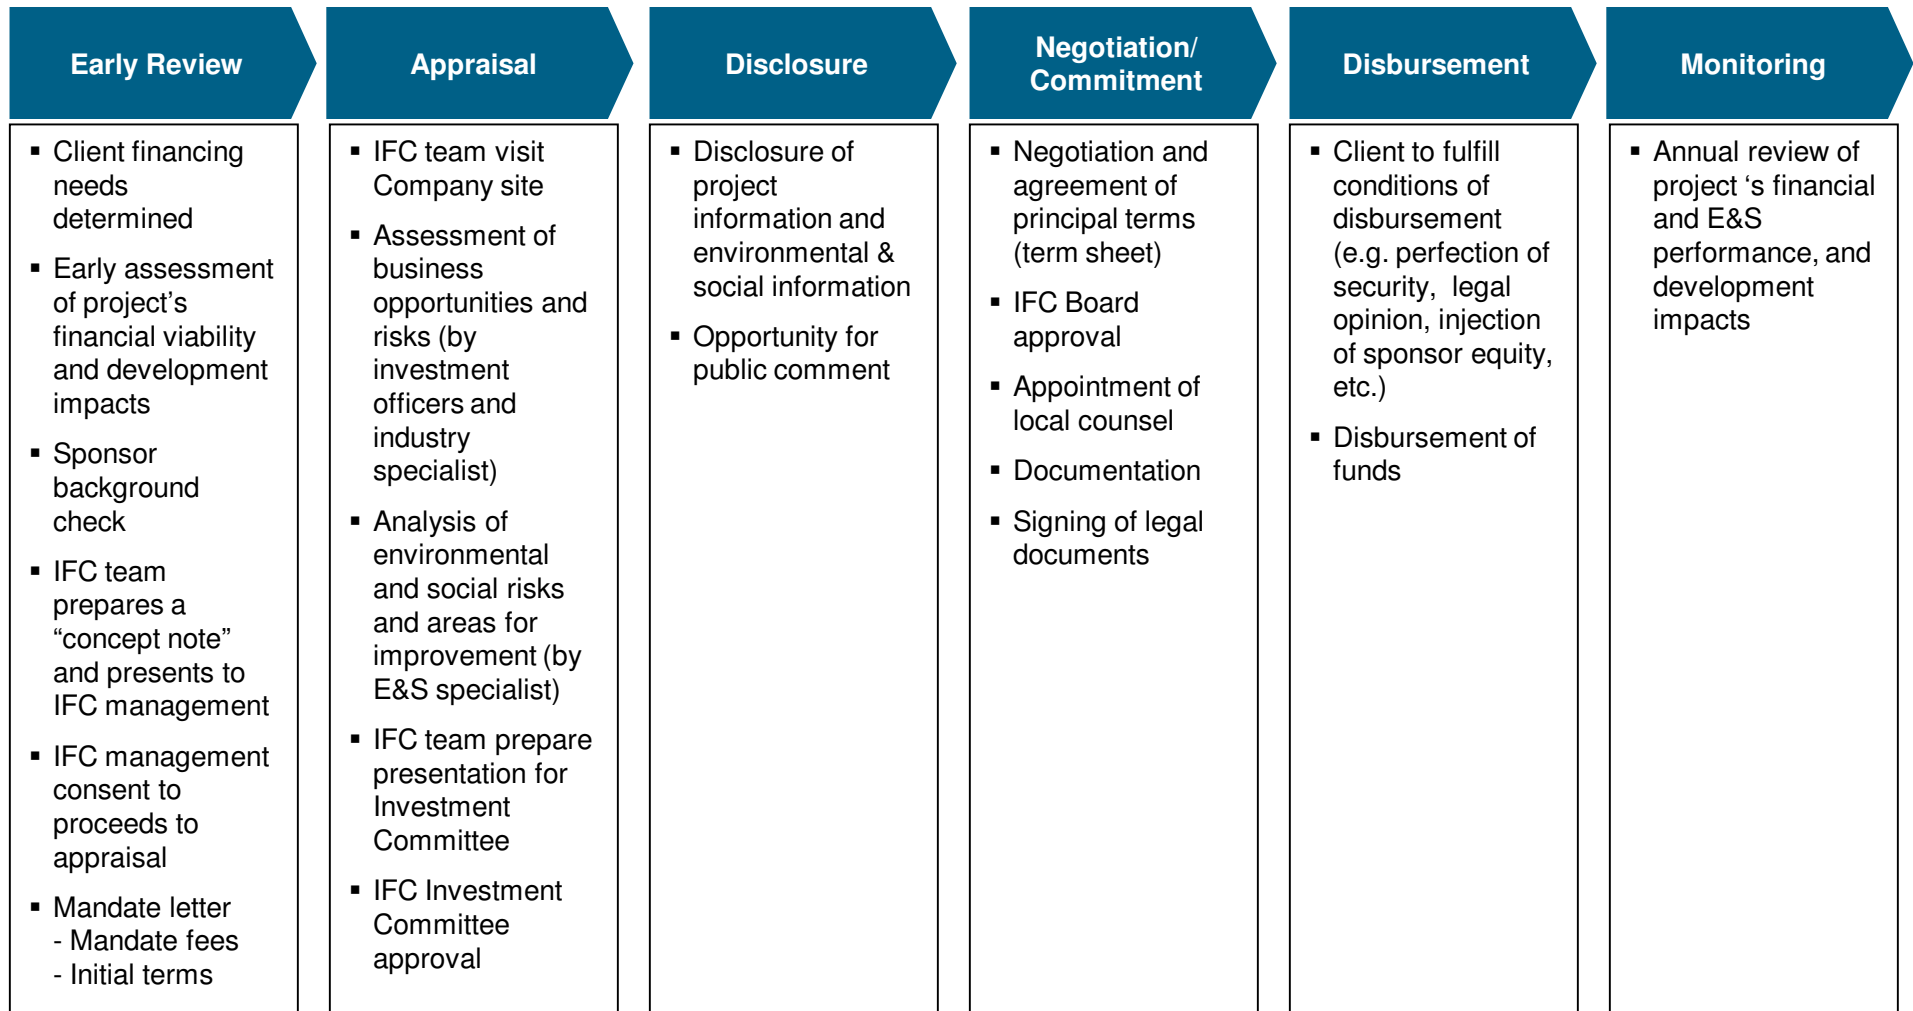 Early Review
▪ Client financing
needs
determined
▪ Early assessment
of project’s
financial viability
and development
impacts
▪ Sponsor
background
check
▪ IFC team
prepares a
“concept note”
and presents to
IFC management
▪ IFC management
consent to
proceeds to
appraisal
▪ Mandate letter
- Mandate fees
- Initial terms
Appraisal
▪ IFC team visit
Company site
▪ Assessment of
business
opportunities and
risks (by
investment
officers and
industry
specialist)
▪ Analysis of
environmental
and social risks
and areas for
improvement (by
E&S specialist)
▪ IFC team prepare
presentation for
Investment
Committee
▪ IFC Investment
Committee
approval
Disclosure
▪ Disclosure of
project
information and
environmental &
social information
▪ Opportunity for
public comment
Negotiation/
Commitment
▪ Negotiation and
agreement of
principal terms
(term sheet)
▪ IFC Board
approval
▪ Appointment of
local counsel
▪ Documentation
▪ Signing of legal
documents
Disbursement
▪ Client to fulfill
conditions of
disbursement
(e.g. perfection of
security, legal
opinion, injection
of sponsor equity,
etc.)
▪ Disbursement of
funds
Monitoring
▪ Annual review of
project ‘s financial
and E&S
performance, and
development
impacts